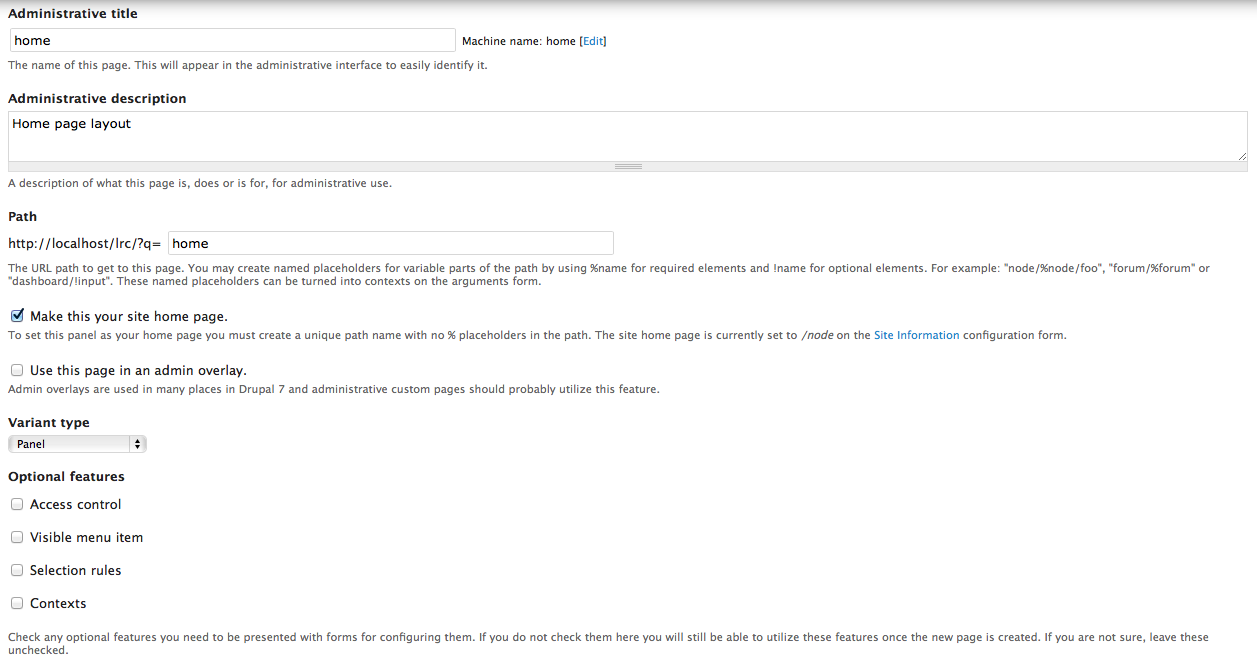 Administrative title
home Machine name: home [Edit]
The name of this page. This will appear in the administrative interface to easily identify it.
Administrative description
Home page layout
A description of what this page is, does or is for, for administrative use.
Path
http://localhost/lrc/?q= home
The URL path to get to this page. You may create named placeholders for variable parts of the path by using %name for required elements and !name for optional elements. For example: "node/%node/foo", "forum/%forum" or
"dashboard/!input". These named placeholders can be turned into contexts on the arguments form.
Make this your site home page.
To set this panel as your home page you must create a unique path name with no % placeholders in the path. The site home page is currently set to /node on the Site Information configuration form.
Use this page in an admin overlay.
Admin overlays are used in many places in Drupal 7 and administrative custom pages should probably utilize this feature.
Variant type
Panel
Optional features
Access control
Visible menu item
Selection rules
Contexts
Check any optional features you need to be presented with forms for configuring them. If you do not check them here you will still be able to utilize these features once the new page is created. If you are not sure, leave these
unchecked.